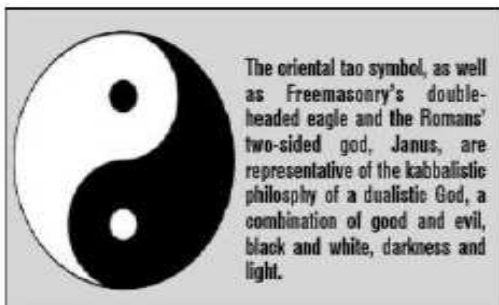 The oriental tao symbol, as well
as Freemasonry's double-
headed eagle and the Romans'
two-sided god, Janus, are
representative of the kabbalistic
philosphy of a dualistic God, a
combination of good and evil,
black and white, darkness and
light.